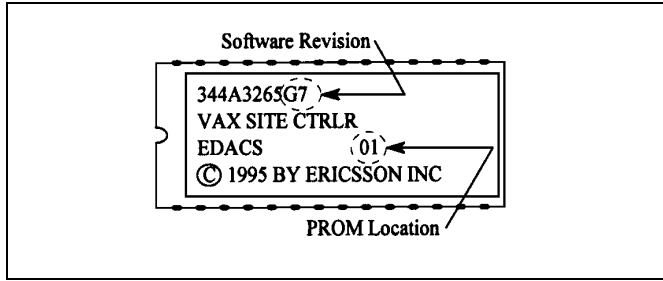 Software Revision
344A3265G7
VAX SITE CTRLR
EDACS 01
© 1995 BY ERICSSON INC
PROM Location